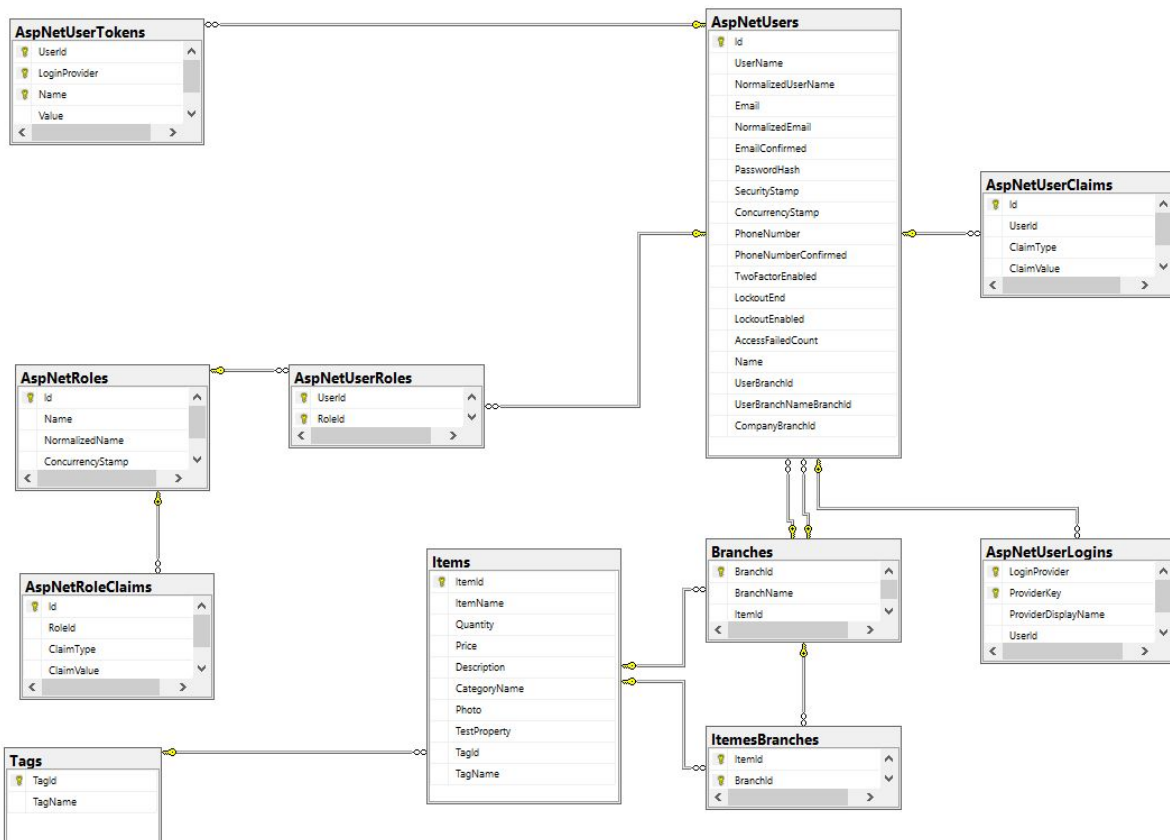 AspNetUserTokens
UserId
LoginProvider
Name
Value
AspNetUsers
Id
UserName
NormalizedUserName
Email
NormalizedEmail
EmailConfirmed
PasswordHash
SecurityStamp
ConcurrencyStamp
PhoneNumber
PhoneNumberConfirmed
TwoFactorEnabled
LockoutEnd
LockoutEnabled
AccessFailedCount
Name
UserBranchId
UserBranchNameBranchId
CompanyBranchId
AspNetUserClaims
Id
UserId
ClaimType
ClaimValue
AspNetRoles
Id
Name
NormalizedName
ConcurrencyStamp
AspNetUserRoles
UserId
RoleId
AspNetRoleClaims
Id
RoleId
ClaimType
ClaimValue
Items
ItemId
ItemName
Quantity
Price
Description
CategoryName
Photo
TestProperty
TagId
TagName
Branches
BranchId
BranchName
ItemId
AspNetUserLogins
LoginProvider
ProviderKey
ProviderDisplayName
UserId
Tags
TagId
TagName
ItemesBranches
ItemId
BranchId